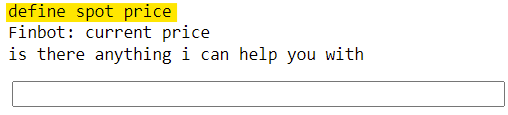 define spot price
Finbot: current price
is there anything i can help you with